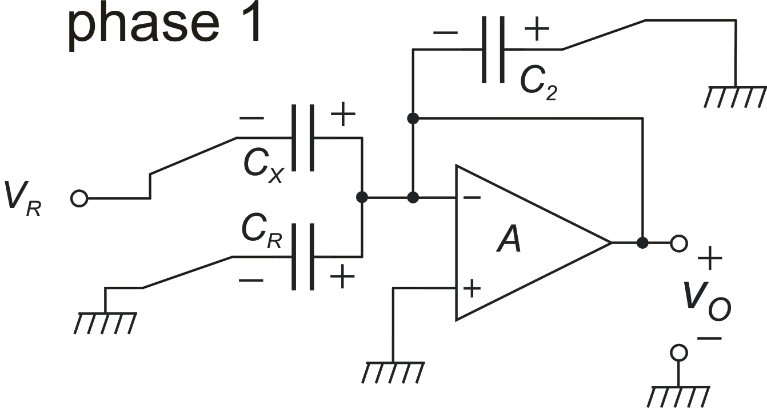 phase 1
− +
C2
− +
CX
VR
CR
− +
−
A
+
+
vO
−